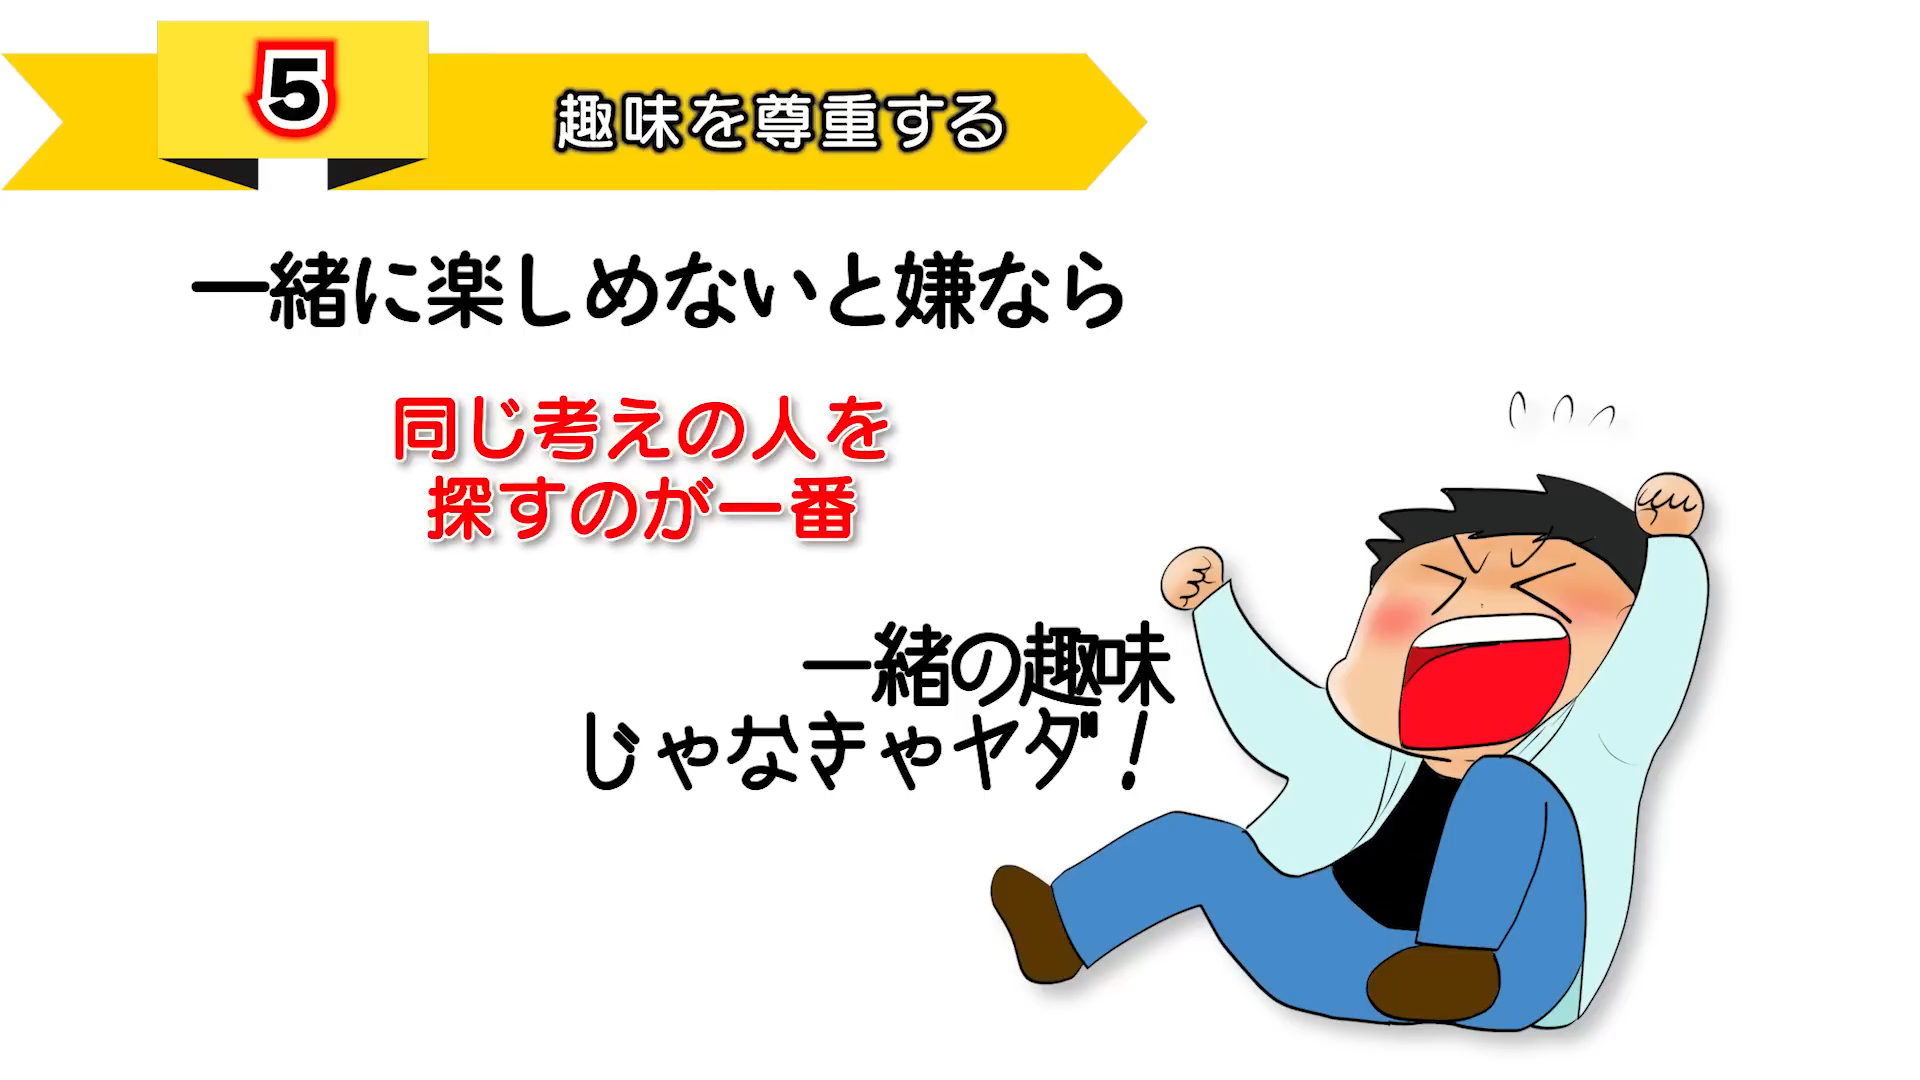 5
趣味を尊重する
一緒に楽しめないと嫌なら
同じ考えの人を
探すのが一番
一緒の趣味
じゃなきゃヤダ！